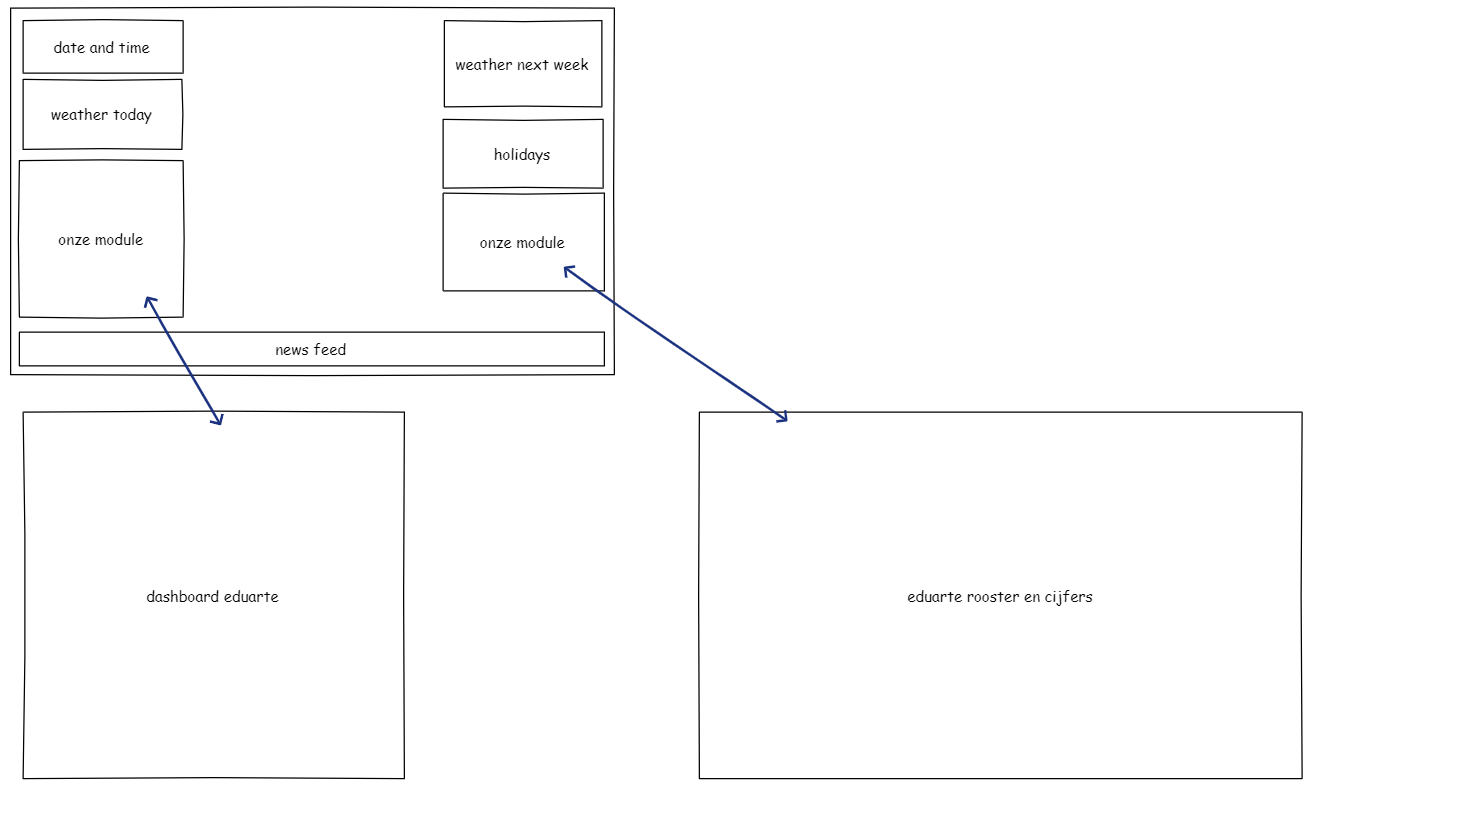 date and time
weather today
onze module
weather next week
holidays
onze module
news feed
dashboard eduarte
eduarte rooster en cijfers